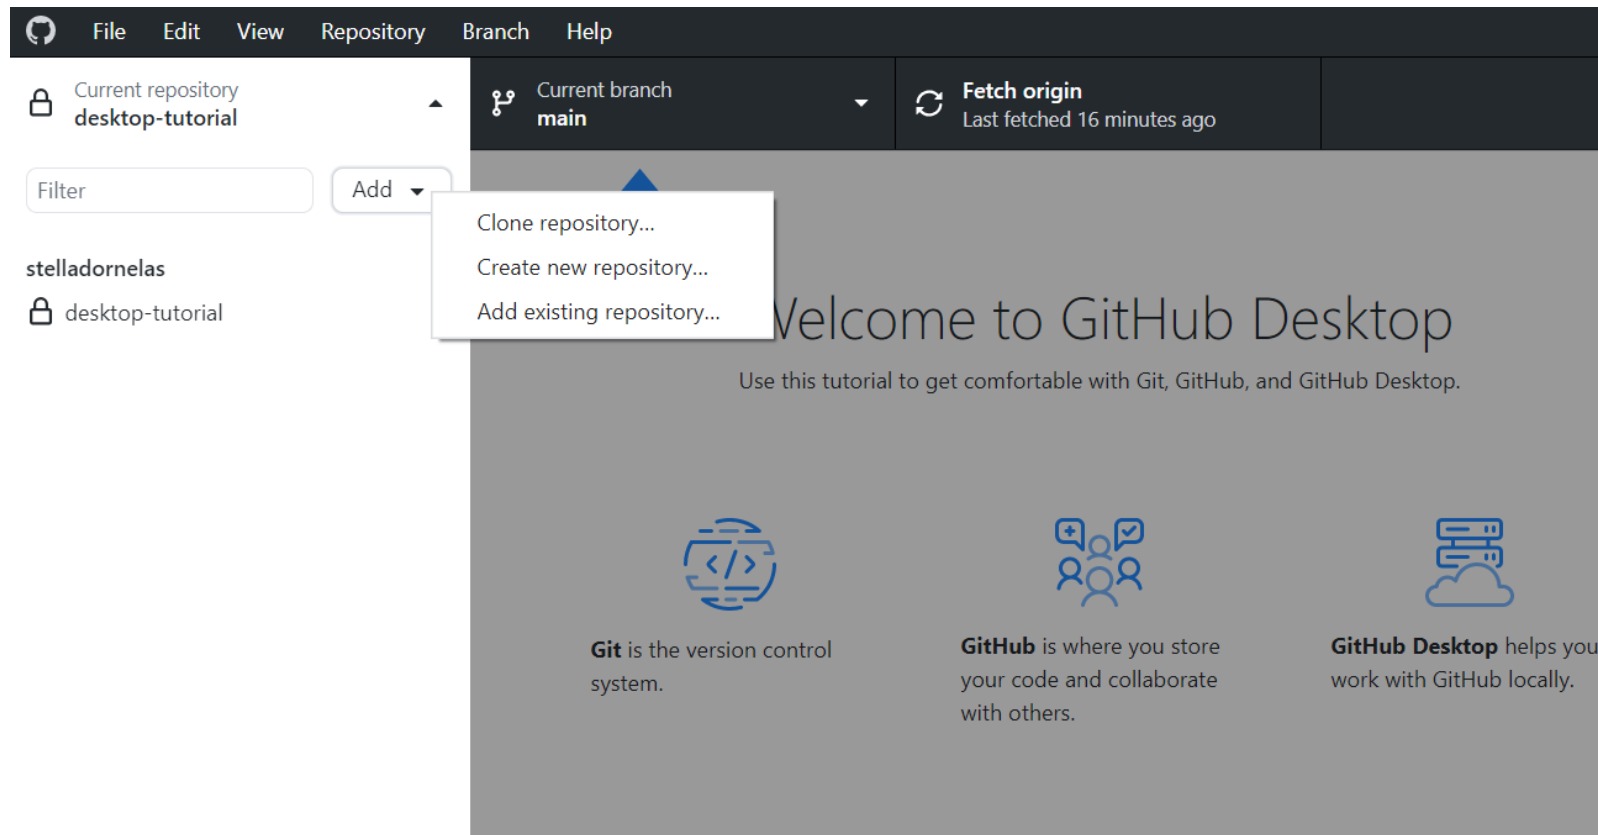 File Edit View Repository Branch Help
Current repository
desktop-tutorial
Current branch
main
Fetch origin
Last fetched 16 minutes ago
Filter
Add
Clone repository...
Create new repository...
Add existing repository...
stelladornelas
desktop-tutorial
Welcome to GitHub Desktop
Use this tutorial to get comfortable with Git, GitHub, and GitHub Desktop.
Git is the version control
system.
GitHub is where you store
your code and collaborate
with others.
GitHub Desktop helps you
work with GitHub locally.